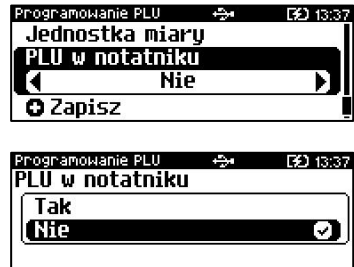 Programowanie PLU 13:37
Jednostka miary
PLU w notatniku
Nie
Zapisz
Programowanie PLU 13:37
PLU w notatniku
Tak
Nie